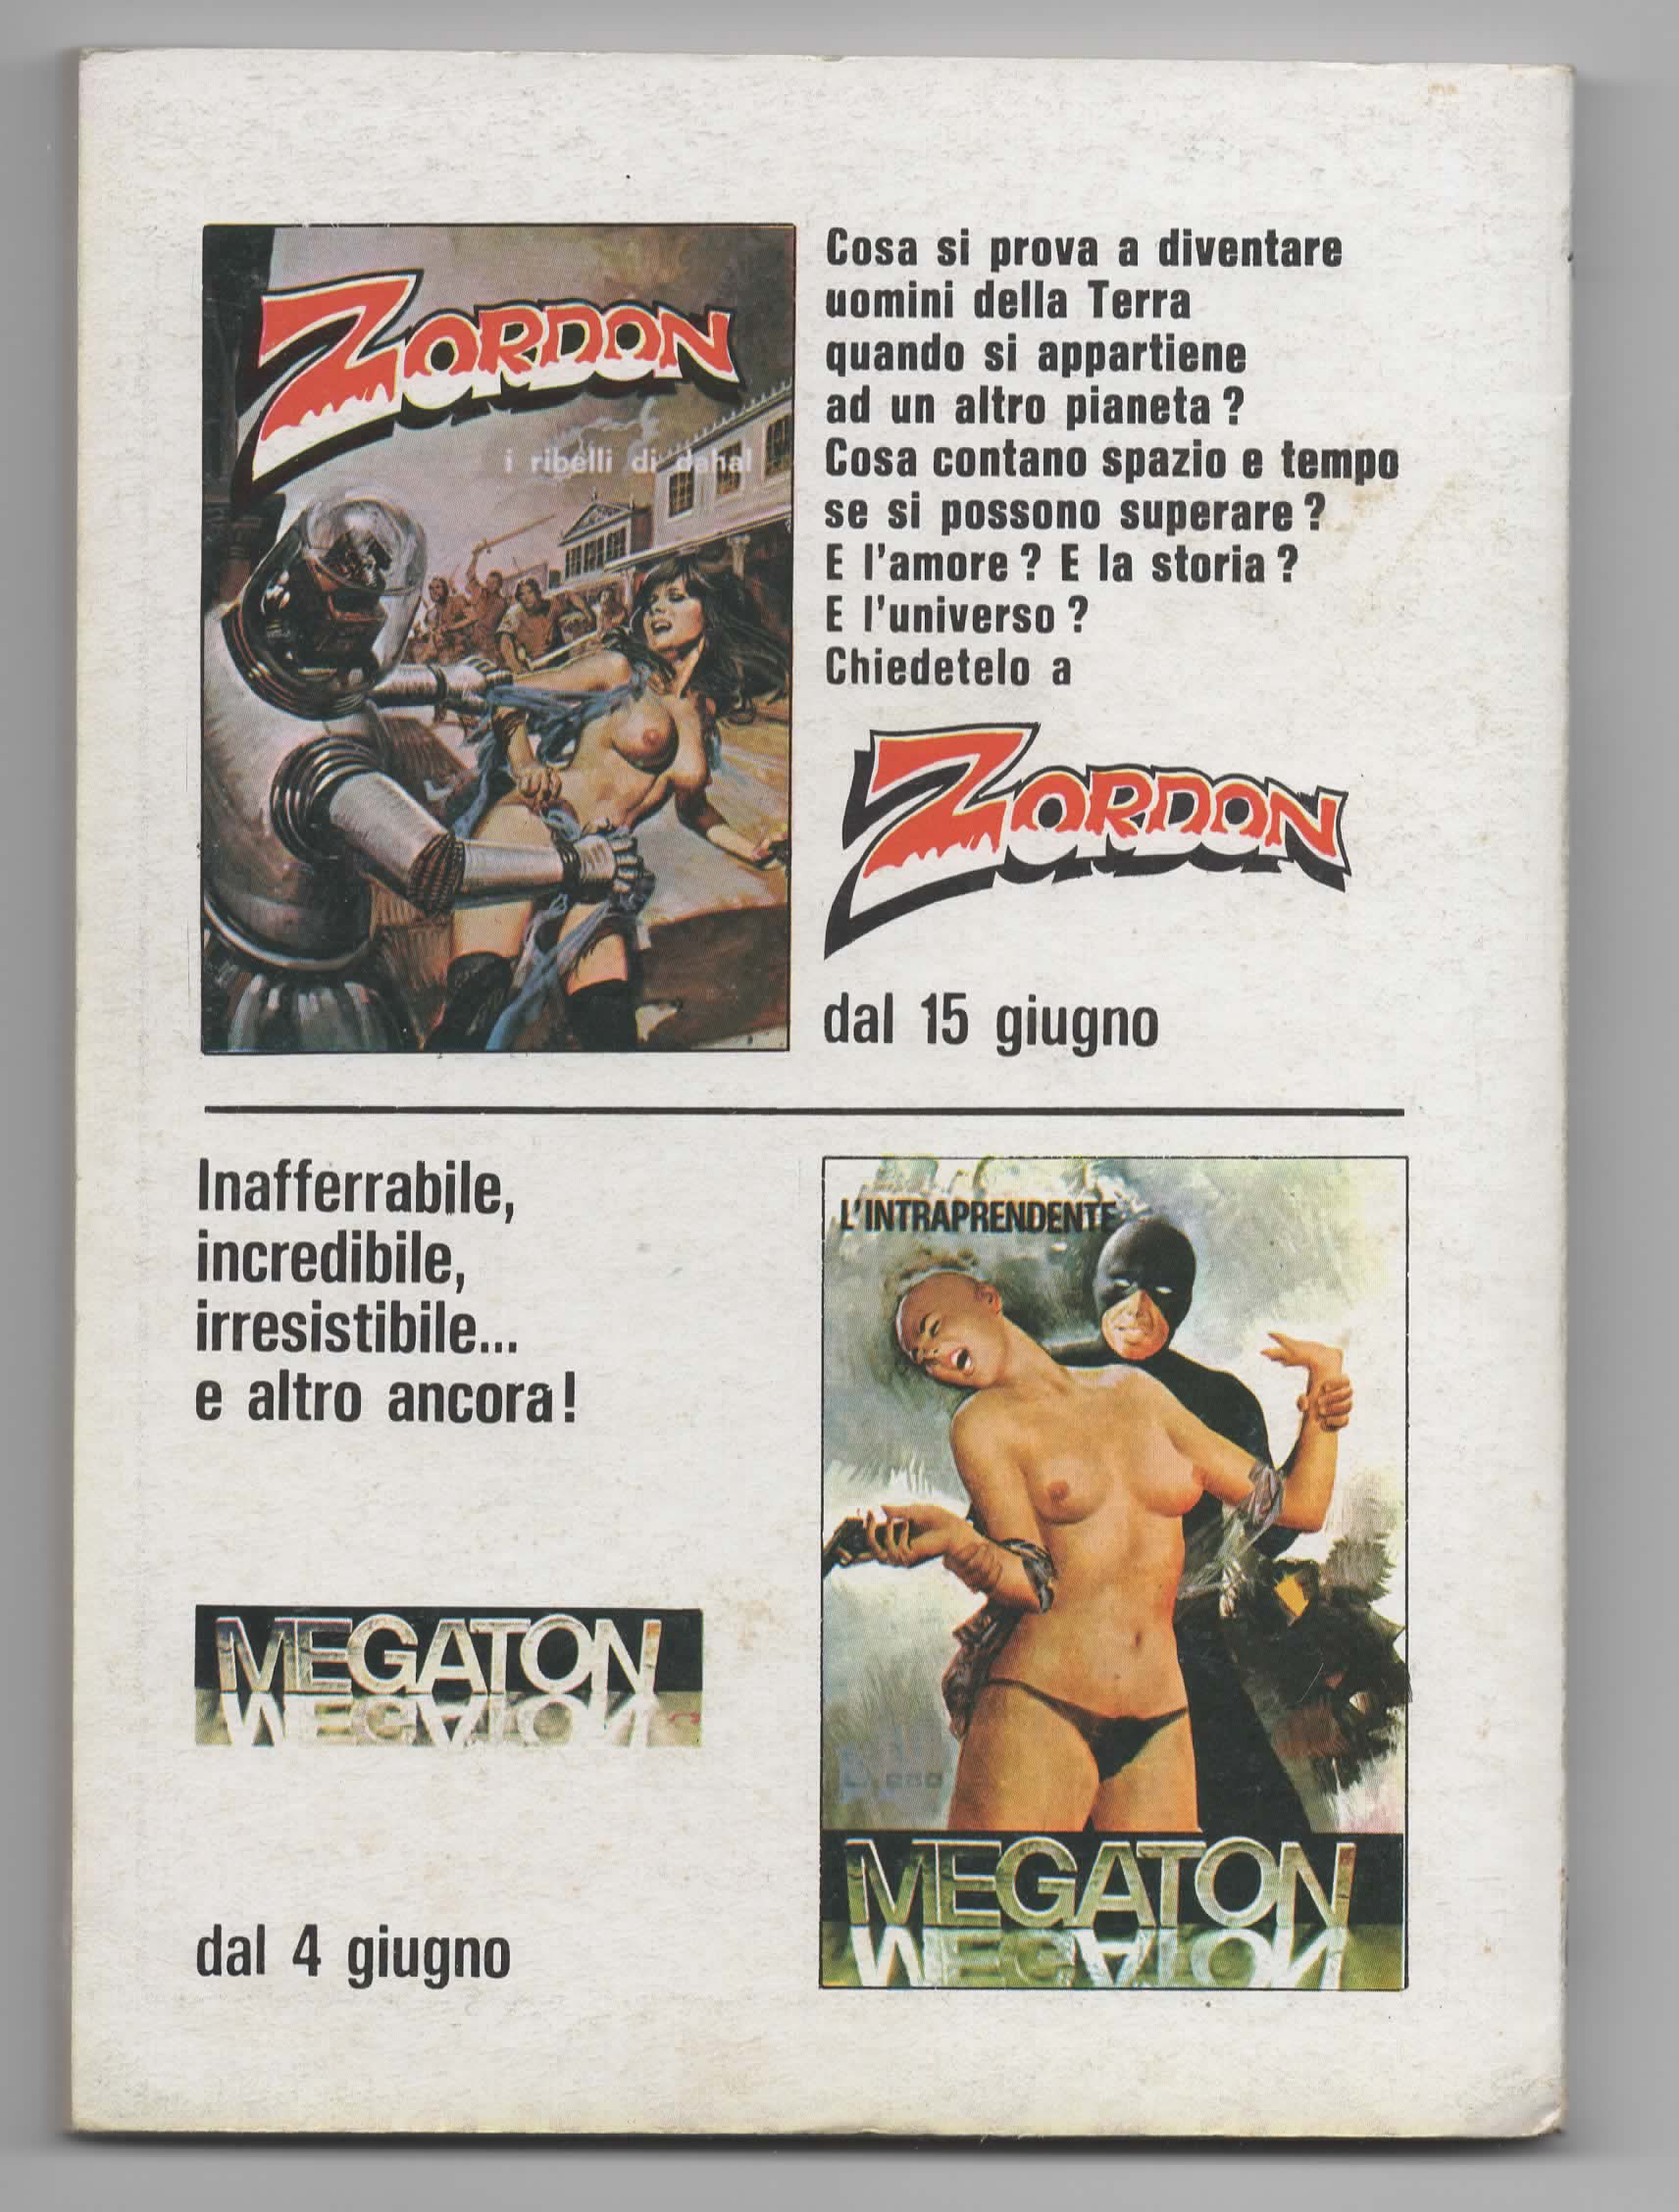 ZORDON
i ribelli di dahal
Cosa si prova a diventare
uomini della Terra
quando si appartiene
ad un altro pianeta ?
Cosa contano spazio e tempo
se si possono superare ?
E l'amore ? E la storia ?
E l'universo ?
Chiedetelo a
ZORDON
dal 15 giugno
Inafferrabile,
incredibile,
irresistibile...
e altro ancora!
MEGATON
dal 4 giugno
L'INTRAPRENDENTE
MEGATON